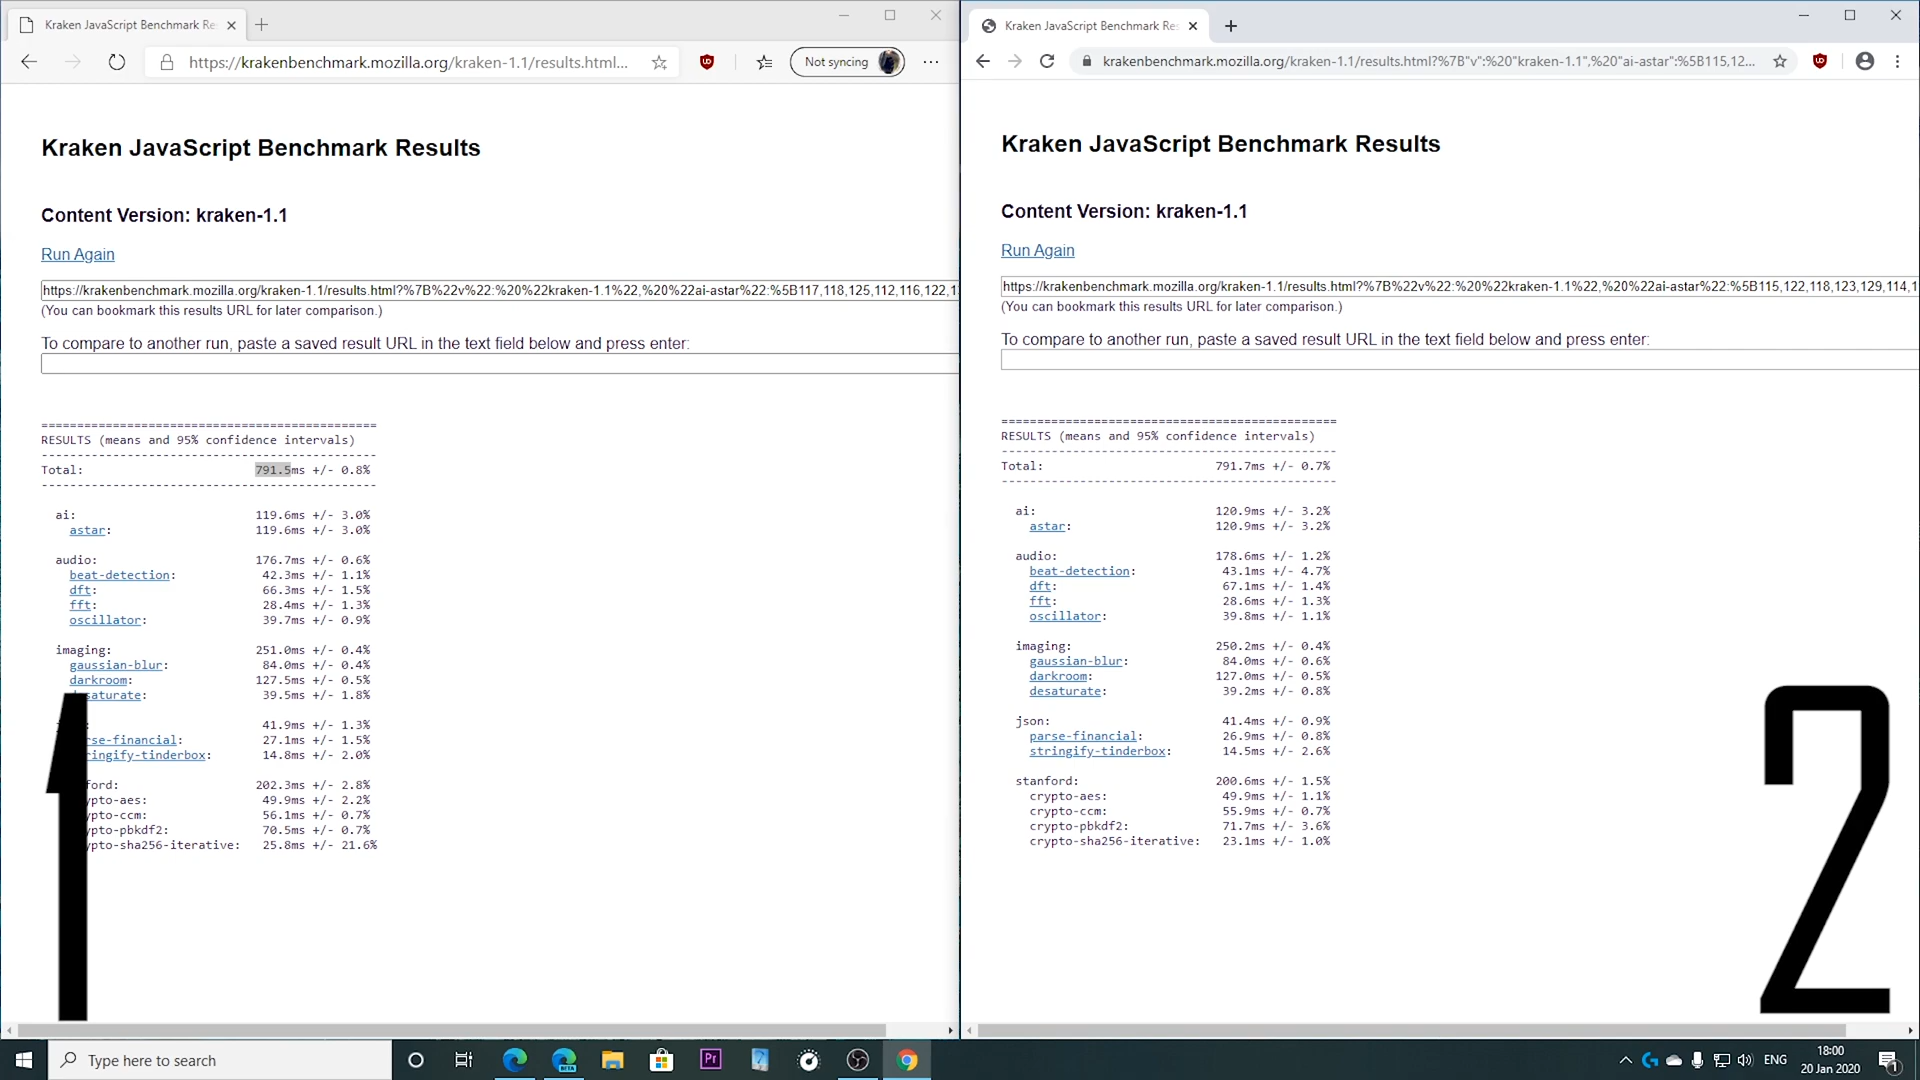 Kraken JavaScript Benchmark Re
https://krakenbenchmark.mozilla.org/kraken-1.1/results.html...
Not syncing
Kraken JavaScript Benchmark Results
Content Version: kraken-1.1
Run Again
https://krakenbenchmark.mozilla.org/kraken-1.1/results.html?%7B%22v%22:%20%22kraken-1.1%22,%20%22ai-astar%22:%5B117,118,125,112,116,122,1
(You can bookmark this results URL for later comparison.)
To compare to another run, paste a saved result URL in the text field below and press enter:
===============================================
RESULTS (means and 95% confidence intervals)
-----------------------------------------------
Total: 791.5ms +/- 0.8%
-----------------------------------------------
ai: 119.6ms +/- 3.0%
astar: 119.6ms +/- 3.0%
audio: 176.7ms +/- 0.6%
beat-detection: 42.3ms +/- 1.1%
dft: 66.3ms +/- 1.5%
fft: 28.4ms +/- 1.3%
oscillator: 39.7ms +/- 0.9%
imaging: 251.0ms +/- 0.4%
gaussian-blur: 84.0ms +/- 0.4%
darkroom: 127.5ms +/- 0.5%
saturate: 39.5ms +/- 1.8%
: 41.9ms +/- 1.3%
rse-financial: 27.1ms +/- 1.5%
ringify-tinderbox: 14.8ms +/- 2.0%
ford: 202.3ms +/- 2.8%
ypto-aes: 49.9ms +/- 2.2%
ypto-ccm: 56.1ms +/- 0.7%
ypto-pbkdf2: 70.5ms +/- 0.7%
ypto-sha256-iterative: 25.8ms +/- 21.6%
1
Kraken JavaScript Benchmark Re
krakenbenchmark.mozilla.org/kraken-1.1/results.html?%7B"v":%20"kraken-1.1",%20"ai-astar":%5B115,12...
Kraken JavaScript Benchmark Results
Content Version: kraken-1.1
Run Again
https://krakenbenchmark.mozilla.org/kraken-1.1/results.html?%7B%22v%22:%20%22kraken-1.1%22,%20%22ai-astar%22:%5B115,122,118,123,129,114,1
(You can bookmark this results URL for later comparison.)
To compare to another run, paste a saved result URL in the text field below and press enter:
===============================================
RESULTS (means and 95% confidence intervals)
-----------------------------------------------
Total: 791.7ms +/- 0.7%
-----------------------------------------------
ai: 120.9ms +/- 3.2%
astar: 120.9ms +/- 3.2%
audio: 178.6ms +/- 1.2%
beat-detection: 43.1ms +/- 4.7%
dft: 67.1ms +/- 1.4%
fft: 28.6ms +/- 1.3%
oscillator: 39.8ms +/- 1.1%
imaging: 250.2ms +/- 0.4%
gaussian-blur: 84.0ms +/- 0.6%
darkroom: 127.0ms +/- 0.5%
desaturate: 39.2ms +/- 0.8%
json: 41.4ms +/- 0.9%
parse-financial: 26.9ms +/- 0.8%
stringify-tinderbox: 14.5ms +/- 2.6%
stanford: 200.6ms +/- 1.5%
crypto-aes: 49.9ms +/- 1.1%
crypto-ccm: 55.9ms +/- 0.7%
crypto-pbkdf2: 71.7ms +/- 3.6%
crypto-sha256-iterative: 23.1ms +/- 1.0%
2
Type here to search
BETA
Pr
ENG
18:00
20 Jan 2020
1